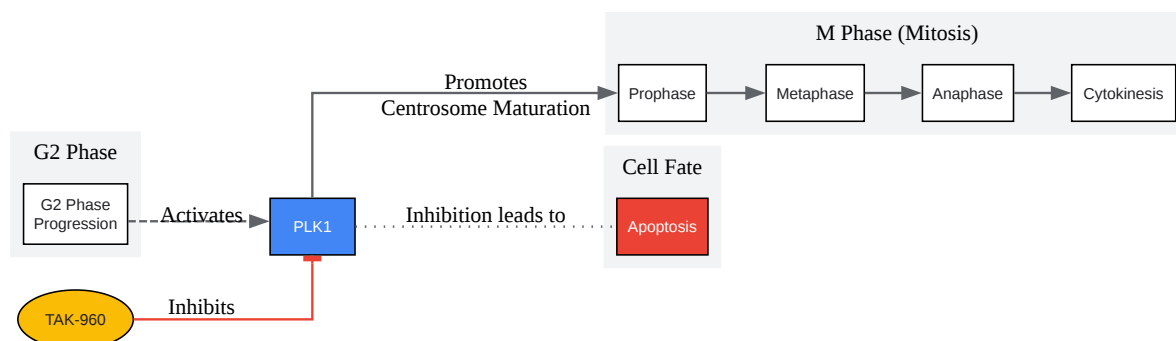 M Phase (Mitosis)
Promotes
Centrosome Maturation
Prophase
Metaphase
Anaphase
Cytokinesis
G2 Phase
G2 Phase
Progression
Activates
PLK1
Inhibition leads to
Cell Fate
Apoptosis
TAK-960
Inhibits